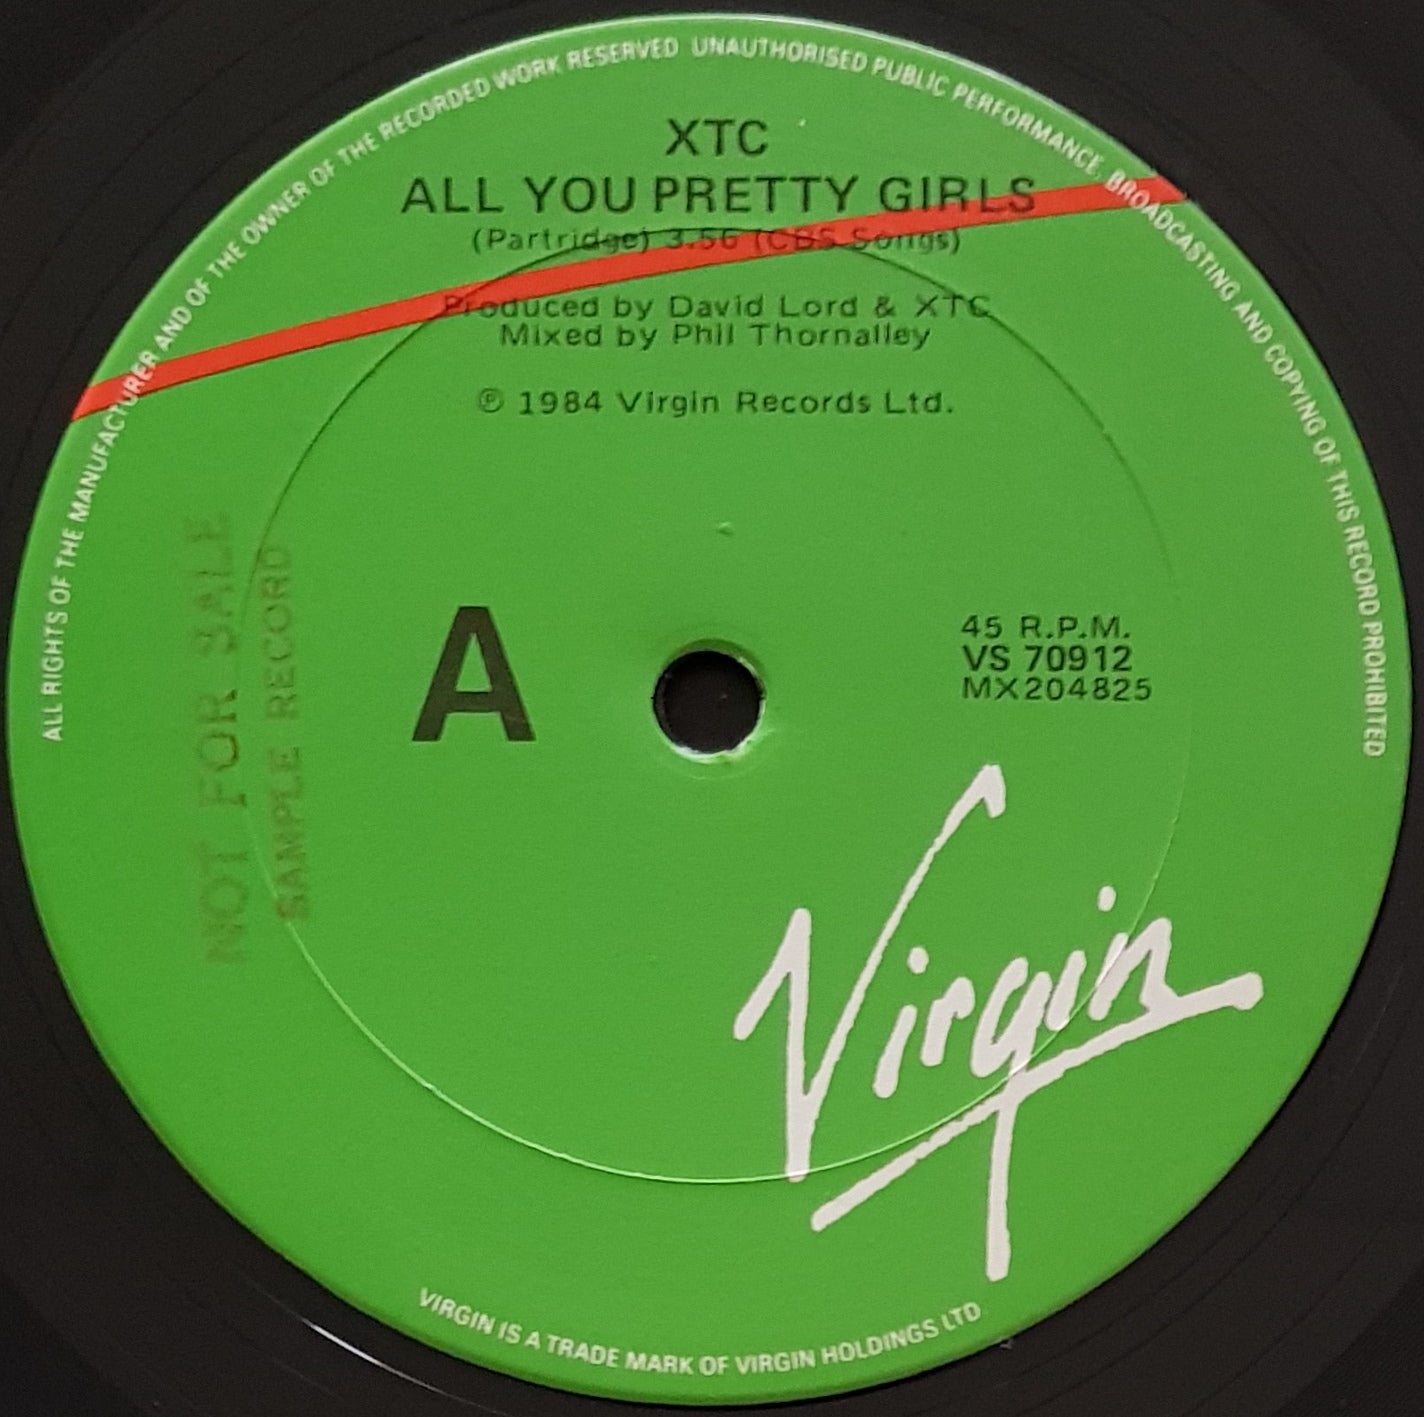 ALL RIGHTS OF THE MANUFACTURER AND OF THE OWNER OF THE RECORDED WORK RESERVED UNAUTHORISED PUBLIC PERFORMANCE, BROADCASTING AND COPYING OF THIS RECORD PROHIBITED
XTC
ALL YOU PRETTY GIRLS
(Partridge) 3.56 (CBS Songs)
Produced by David Lord & XTC
Mixed by Phil Thornalley
℗ 1984 Virgin Records Ltd.
NOT FOR SALE
SAMPLE RECORD
A
45 R.P.M.
VS 70912
MX204825
Virgin
VIRGIN IS A TRADE MARK OF VIRGIN HOLDINGS LTD